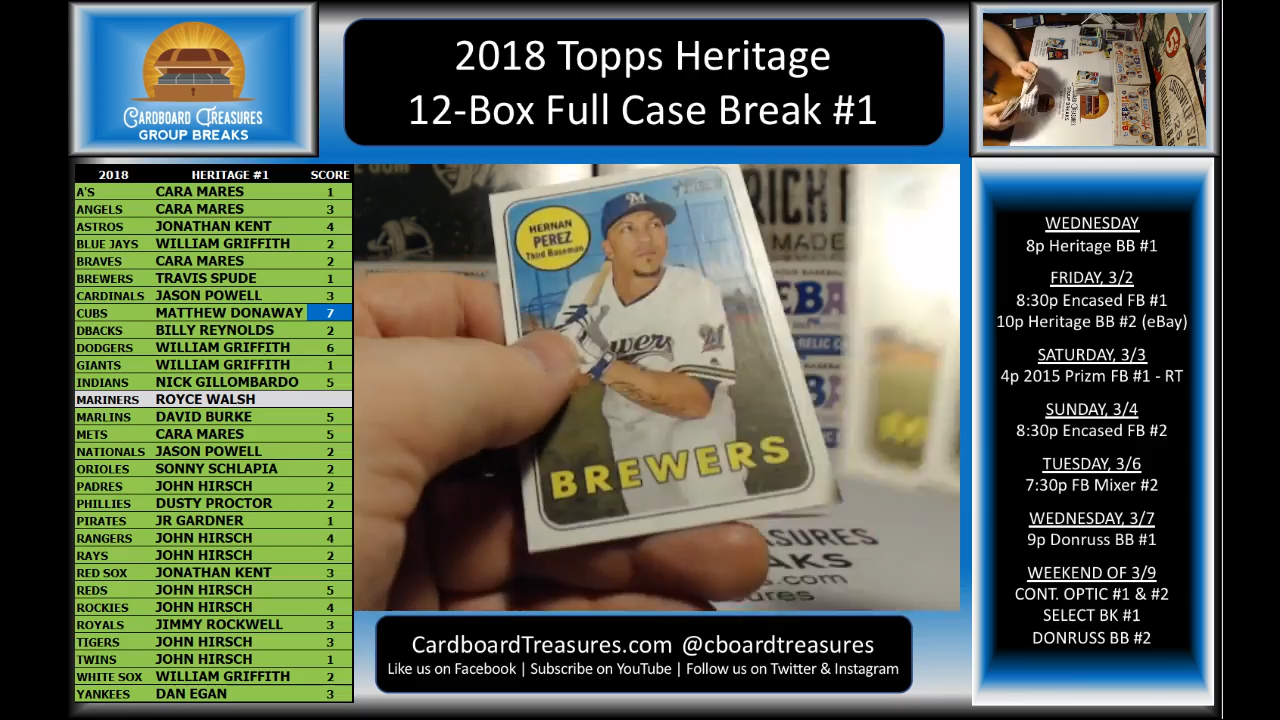 CARDBOARD TREASURES
GROUP BREAKS
2018 Topps Heritage
12-Box Full Case Break #1
2018 HERITAGE #1 SCORE
A'S CARA MARES 1
ANGELS CARA MARES 3
ASTROS JONATHAN KENT 4
BLUE JAYS WILLIAM GRIFFITH 2
BRAVES CARA MARES 2
BREWERS TRAVIS SPUDE 1
CARDINALS JASON POWELL 3
CUBS MATTHEW DONAWAY 7
DBACKS BILLY REYNOLDS 2
DODGERS WILLIAM GRIFFITH 6
GIANTS WILLIAM GRIFFITH 1
INDIANS NICK GILLOMBARDO 5
MARINERS ROYCE WALSH
MARLINS DAVID BURKE 5
METS CARA MARES 5
NATIONALS JASON POWELL 2
ORIOLES SONNY SCHLAPIA 2
PADRES JOHN HIRSCH 2
PHILLIES DUSTY PROCTOR 2
PIRATES JR GARDNER 1
RANGERS JOHN HIRSCH 4
RAYS JOHN HIRSCH 2
RED SOX JONATHAN KENT 3
REDS JOHN HIRSCH 5
ROCKIES JOHN HIRSCH 4
ROYALS JIMMY ROCKWELL 3
TIGERS JOHN HIRSCH 3
TWINS JOHN HIRSCH 1
WHITE SOX WILLIAM GRIFFITH 2
YANKEES DAN EGAN 3
HERNAN
PEREZ
Third Baseman
M
Brewers
BREWERS
RICH
MADE
RELIC
SURES
AKS
s.com
sures
WEDNESDAY
8p Heritage BB #1
FRIDAY, 3/2
8:30p Encased FB #1
10p Heritage BB #2 (eBay)
SATURDAY, 3/3
4p 2015 Prizm FB #1 - RT
SUNDAY, 3/4
8:30p Encased FB #2
TUESDAY, 3/6
7:30p FB Mixer #2
WEDNESDAY, 3/7
9p Donruss BB #1
WEEKEND OF 3/9
CONT. OPTIC #1 & #2
SELECT BK #1
DONRUSS BB #2
CardboardTreasures.com @cboardtreasures
Like us on Facebook | Subscribe on YouTube | Follow us on Twitter & Instagram